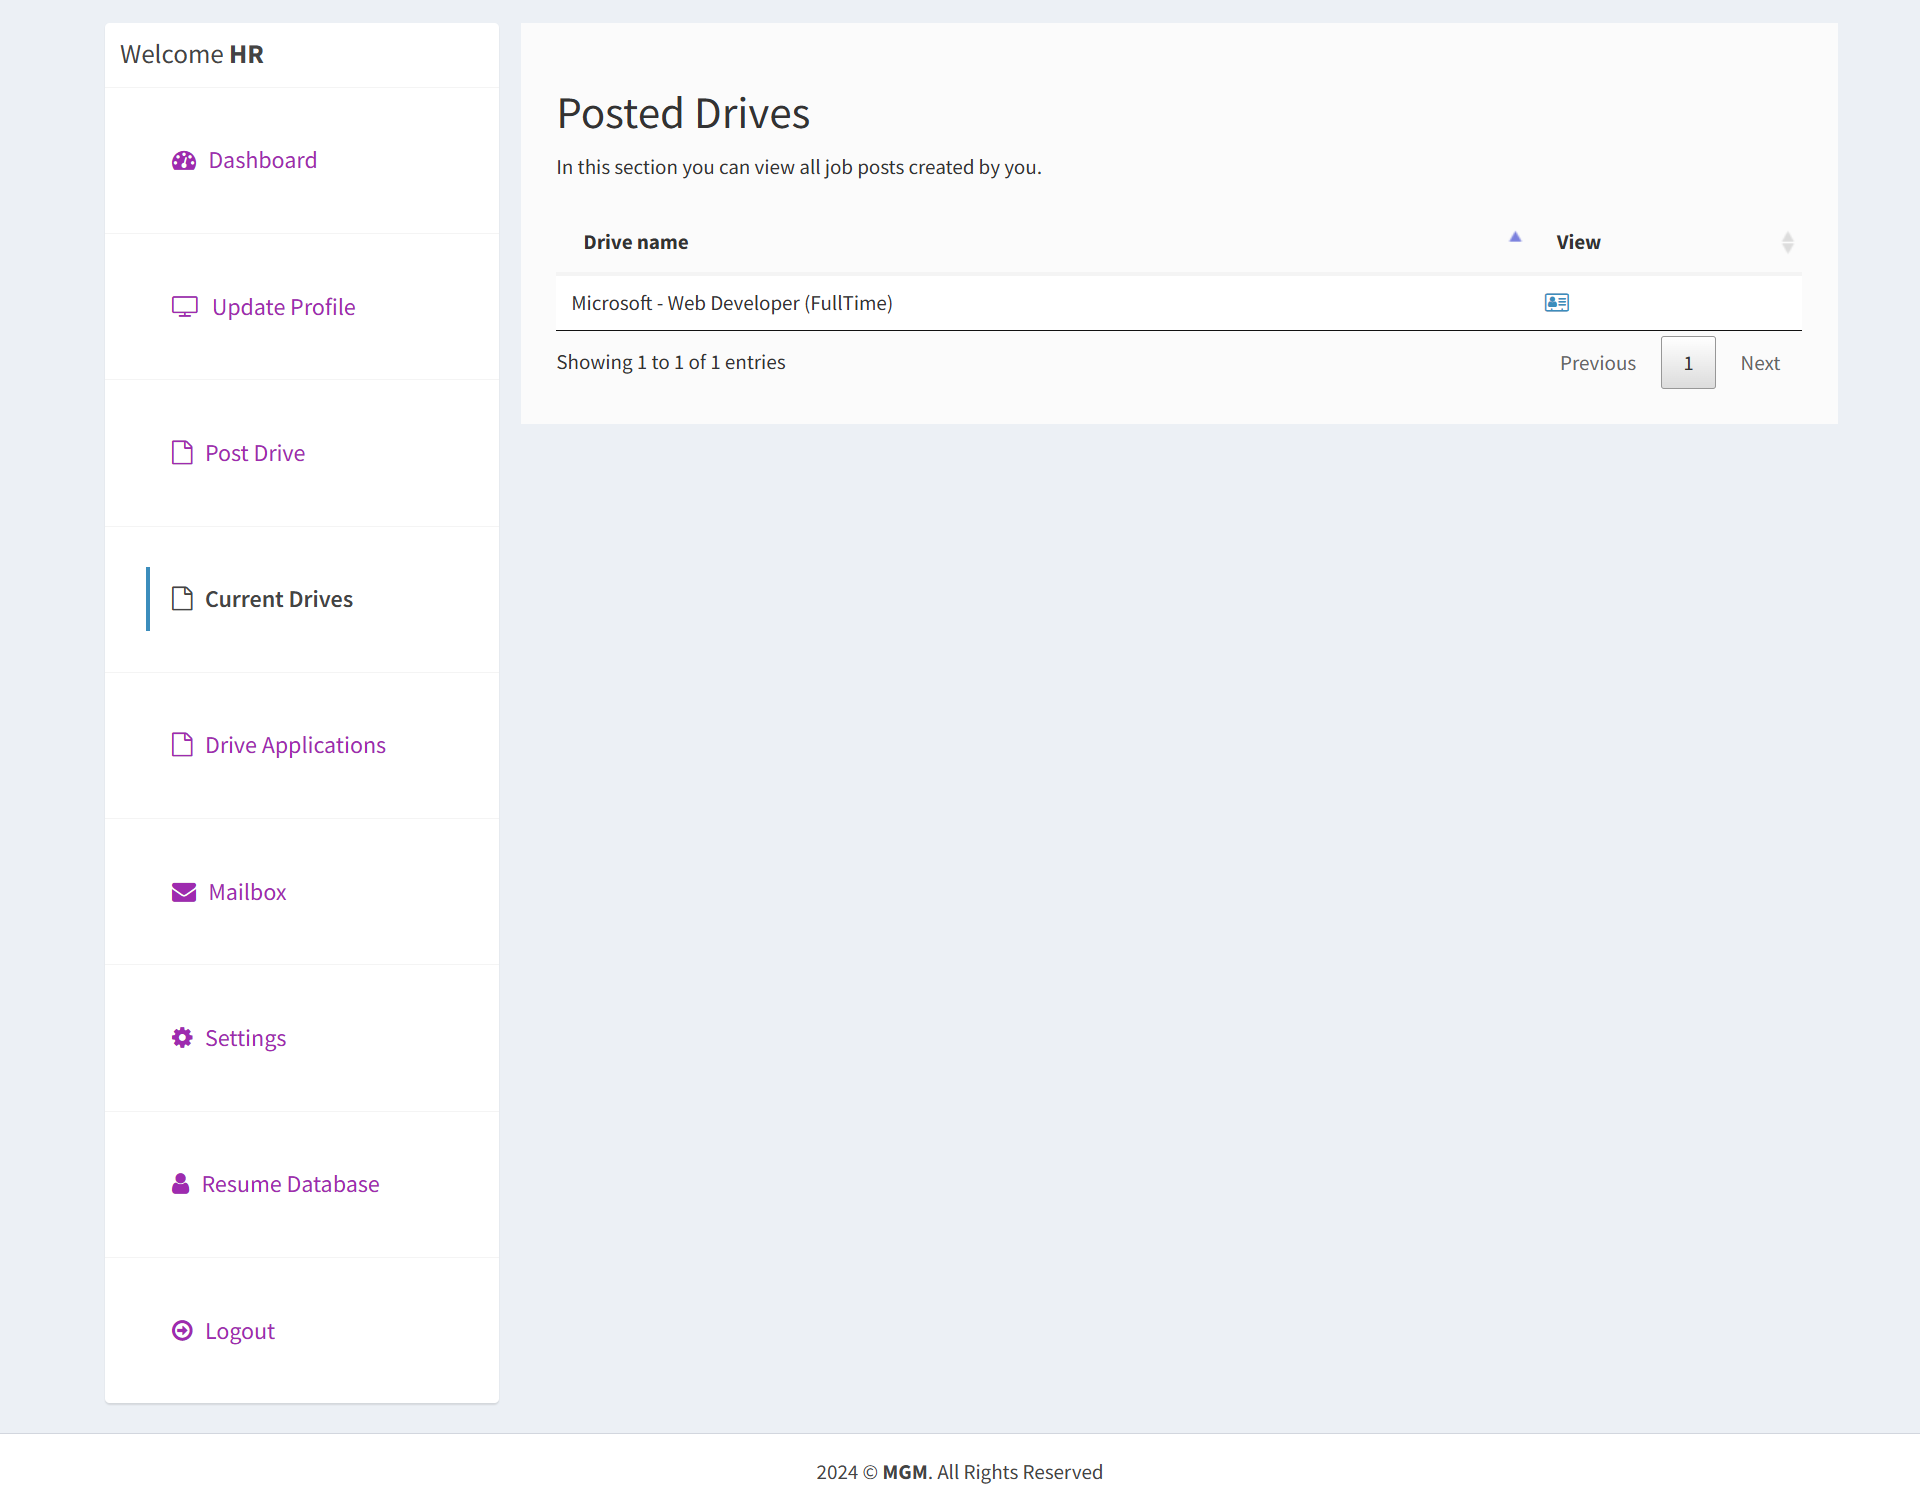 Welcome HR
Dashboard
Update Profile
Post Drive
Current Drives
Drive Applications
Mailbox
Settings
Resume Database
Logout
Posted Drives
In this section you can view all job posts created by you.
Drive name View
Microsoft - Web Developer (FullTime)
Showing 1 to 1 of 1 entries Previous 1 Next
2024 © MGM. All Rights Reserved